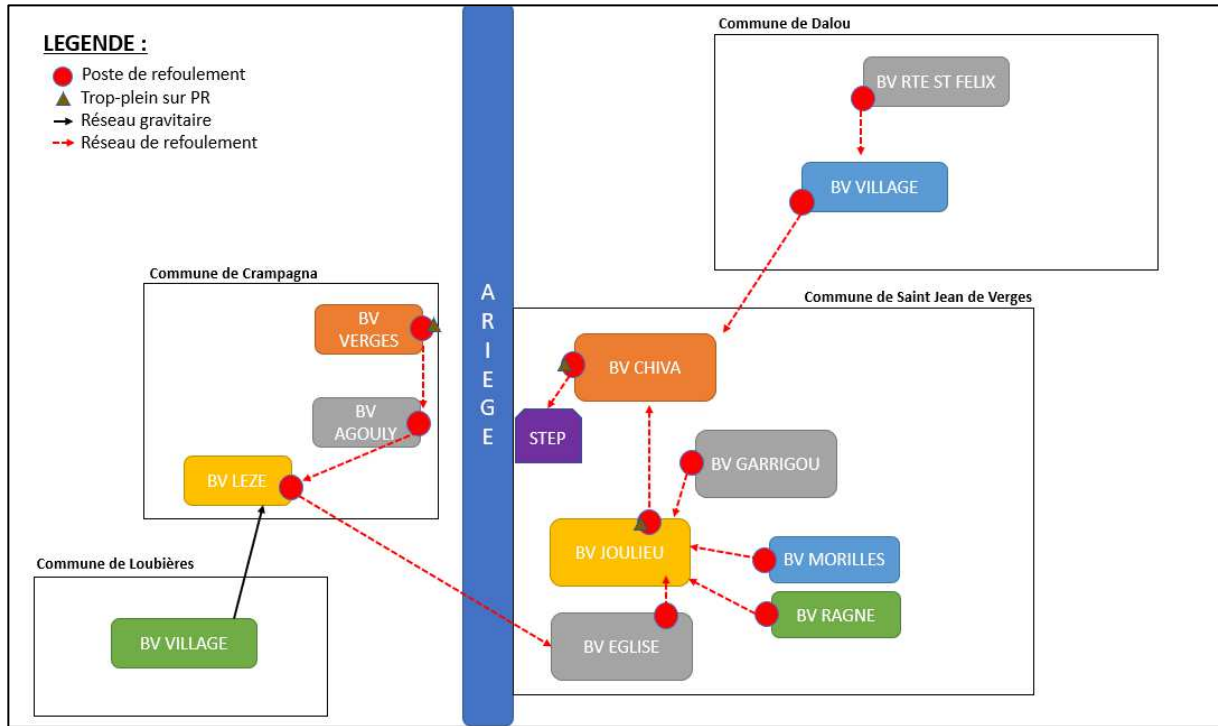 LEGENDE :
Poste de refoulement
Trop-plein sur PR
Réseau gravitaire
Réseau de refoulement
Commune de Dalou
BV RTE ST FELIX
BV VILLAGE
Commune de Crampagna
BV
VERGES
BV
AGOULY
BV LEZE
Commune de Loubières
BV VILLAGE
A
R
I
E
G
E
Commune de Saint Jean de Verges
BV CHIVA
STEP
BV GARRIGOU
BV JOULIEU
BV MORILLES
BV RAGNE
BV EGLISE